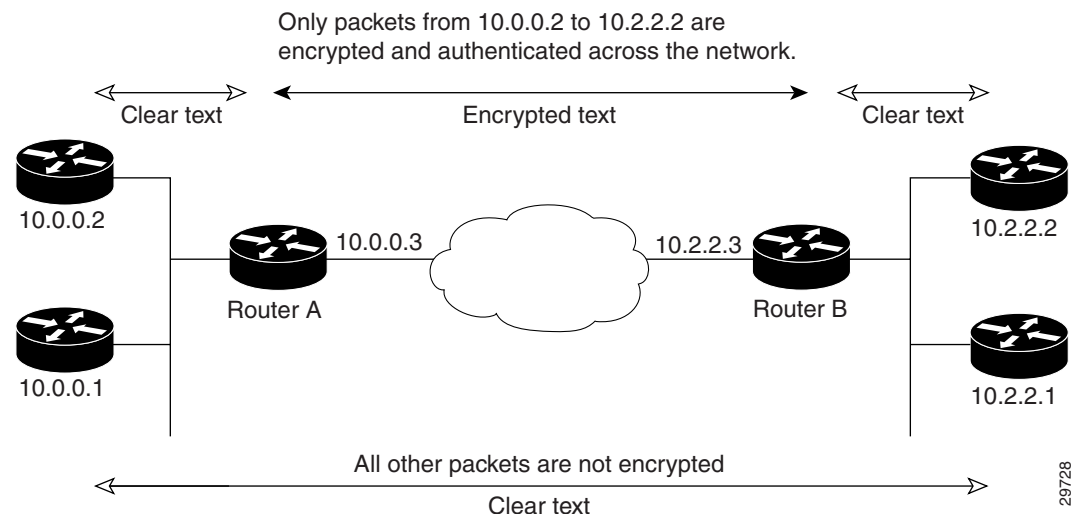 Only packets from 10.0.0.2 to 10.2.2.2 are
encrypted and authenticated across the network.
Clear text
Encrypted text
Clear text
10.0.0.2
10.2.2.2
10.0.0.3
10.2.2.3
Router A
Router B
10.0.0.1
10.2.2.1
All other packets are not encrypted
Clear text
29728